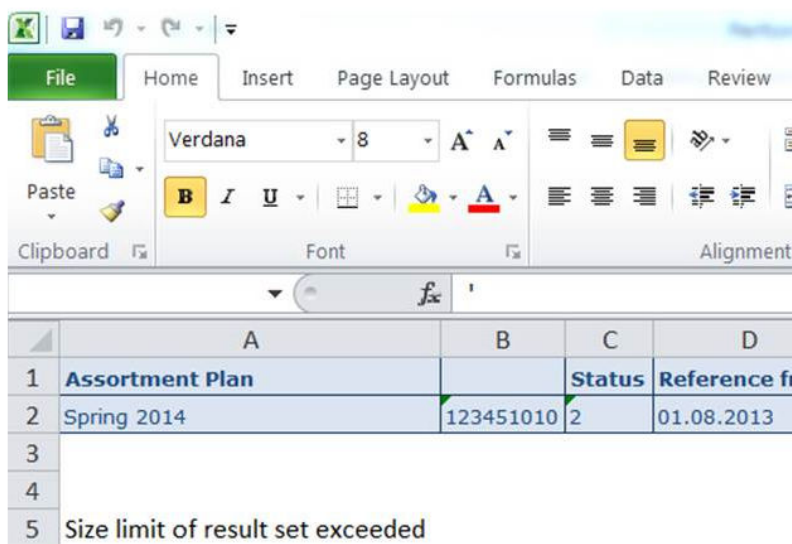 File Home Insert Page Layout Formulas Data Review
Verdana 8 A A
Paste B I U A
Clipboard Font Alignment
fx '
A B C D
1 Assortment Plan Status Reference fr
2 Spring 2014 123451010 2 01.08.2013
3
4
5 Size limit of result set exceeded